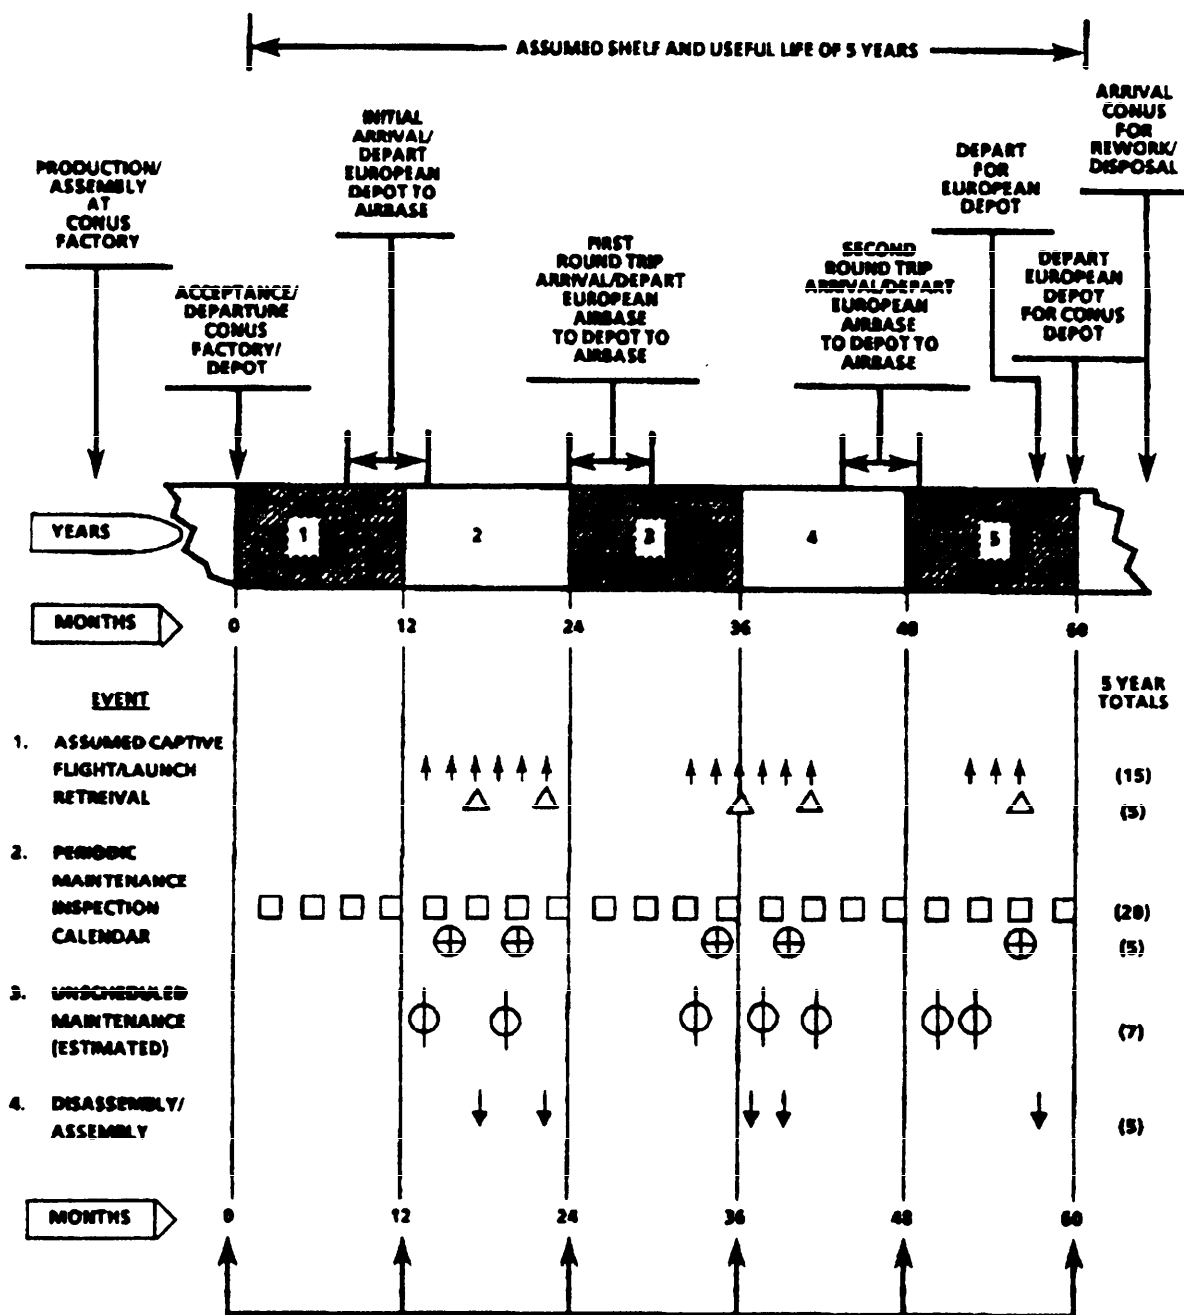 ASSUMED SHELF AND USEFUL LIFE OF 5 YEARS
PRODUCTION/
ASSEMBLY
AT
CONUS
FACTORY
ACCEPTANCE/
DEPARTURE
CONUS
FACTORY/
DEPOT
INITIAL
ARRIVAL/
DEPART
EUROPEAN
DEPOT TO
AIRBASE
FIRST
ROUND TRIP
ARRIVAL/DEPART
EUROPEAN
AIRBASE
TO DEPOT TO
AIRBASE
SECOND
ROUND TRIP
ARRIVAL/DEPART
EUROPEAN
AIRBASE
TO DEPOT TO
AIRBASE
DEPART
FOR
EUROPEAN
DEPOT
DEPART
EUROPEAN
DEPOT
FOR CONUS
DEPOT
ARRIVAL
CONUS
FOR
REWORK/
DISPOSAL
YEARS 1 2 3 4 5
MONTHS 0 12 24 36 48 60
EVENT
5 YEAR
TOTALS
1. ASSUMED CAPTIVE
FLIGHT/LAUNCH (15)
RETREIVAL (5)
2. PERIODIC
MAINTENANCE
INSPECTION (20)
CALENDAR (5)
3. UNSCHEDULED
MAINTENANCE (7)
(ESTIMATED)
4. DISASSEMBLY/
ASSEMBLY (5)
MONTHS 0 12 24 36 48 60